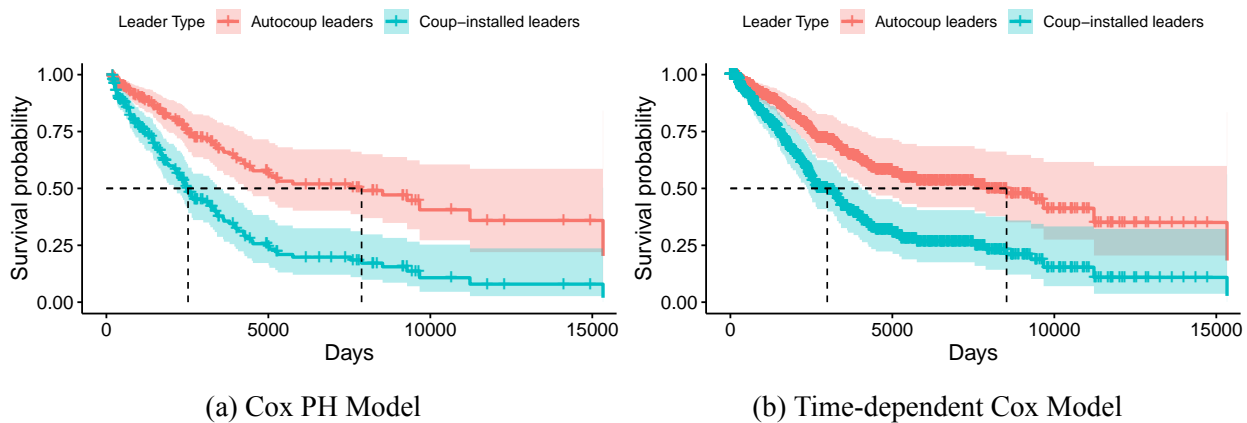 Leader Type Autocoup leaders Coup−installed leaders
1.00
0.75
0.50
0.25
0.00
Survival probability
0 5000 10000 15000
Days
(a) Cox PH Model
Leader Type Autocoup leaders Coup−installed leaders
1.00
0.75
0.50
0.25
0.00
Survival probability
0 5000 10000 15000
Days
(b) Time-dependent Cox Model